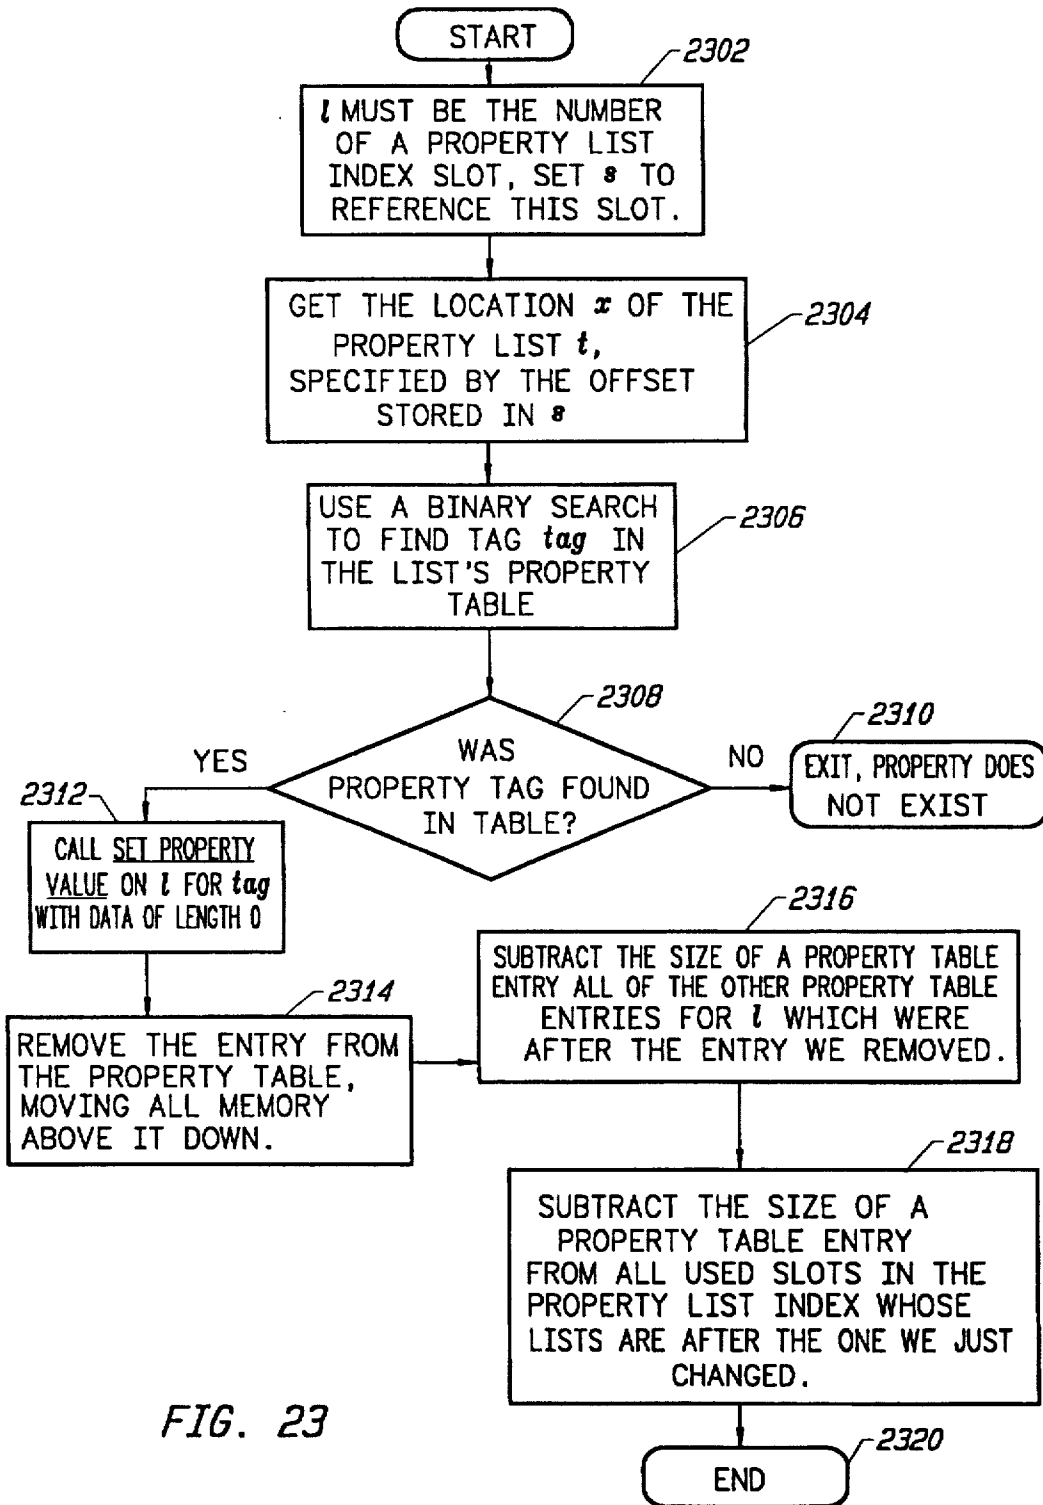 START
2302
l MUST BE THE NUMBER
OF A PROPERTY LIST
INDEX SLOT, SET s TO
REFERENCE THIS SLOT.
GET THE LOCATION x OF THE
PROPERTY LIST t,
SPECIFIED BY THE OFFSET
STORED IN s
2304
USE A BINARY SEARCH
TO FIND TAG tag IN
THE LIST'S PROPERTY
TABLE
2306
2308
WAS
PROPERTY TAG FOUND
IN TABLE?
YES
NO
2310
EXIT, PROPERTY DOES
NOT EXIST
2312
CALL SET PROPERTY
VALUE ON l FOR tag
WITH DATA OF LENGTH 0
2314
REMOVE THE ENTRY FROM
THE PROPERTY TABLE,
MOVING ALL MEMORY
ABOVE IT DOWN.
2316
SUBTRACT THE SIZE OF A PROPERTY TABLE
ENTRY ALL OF THE OTHER PROPERTY TABLE
ENTRIES FOR l WHICH WERE
AFTER THE ENTRY WE REMOVED.
2318
SUBTRACT THE SIZE OF A
PROPERTY TABLE ENTRY
FROM ALL USED SLOTS IN THE
PROPERTY LIST INDEX WHOSE
LISTS ARE AFTER THE ONE WE JUST
CHANGED.
2320
END
FIG. 23